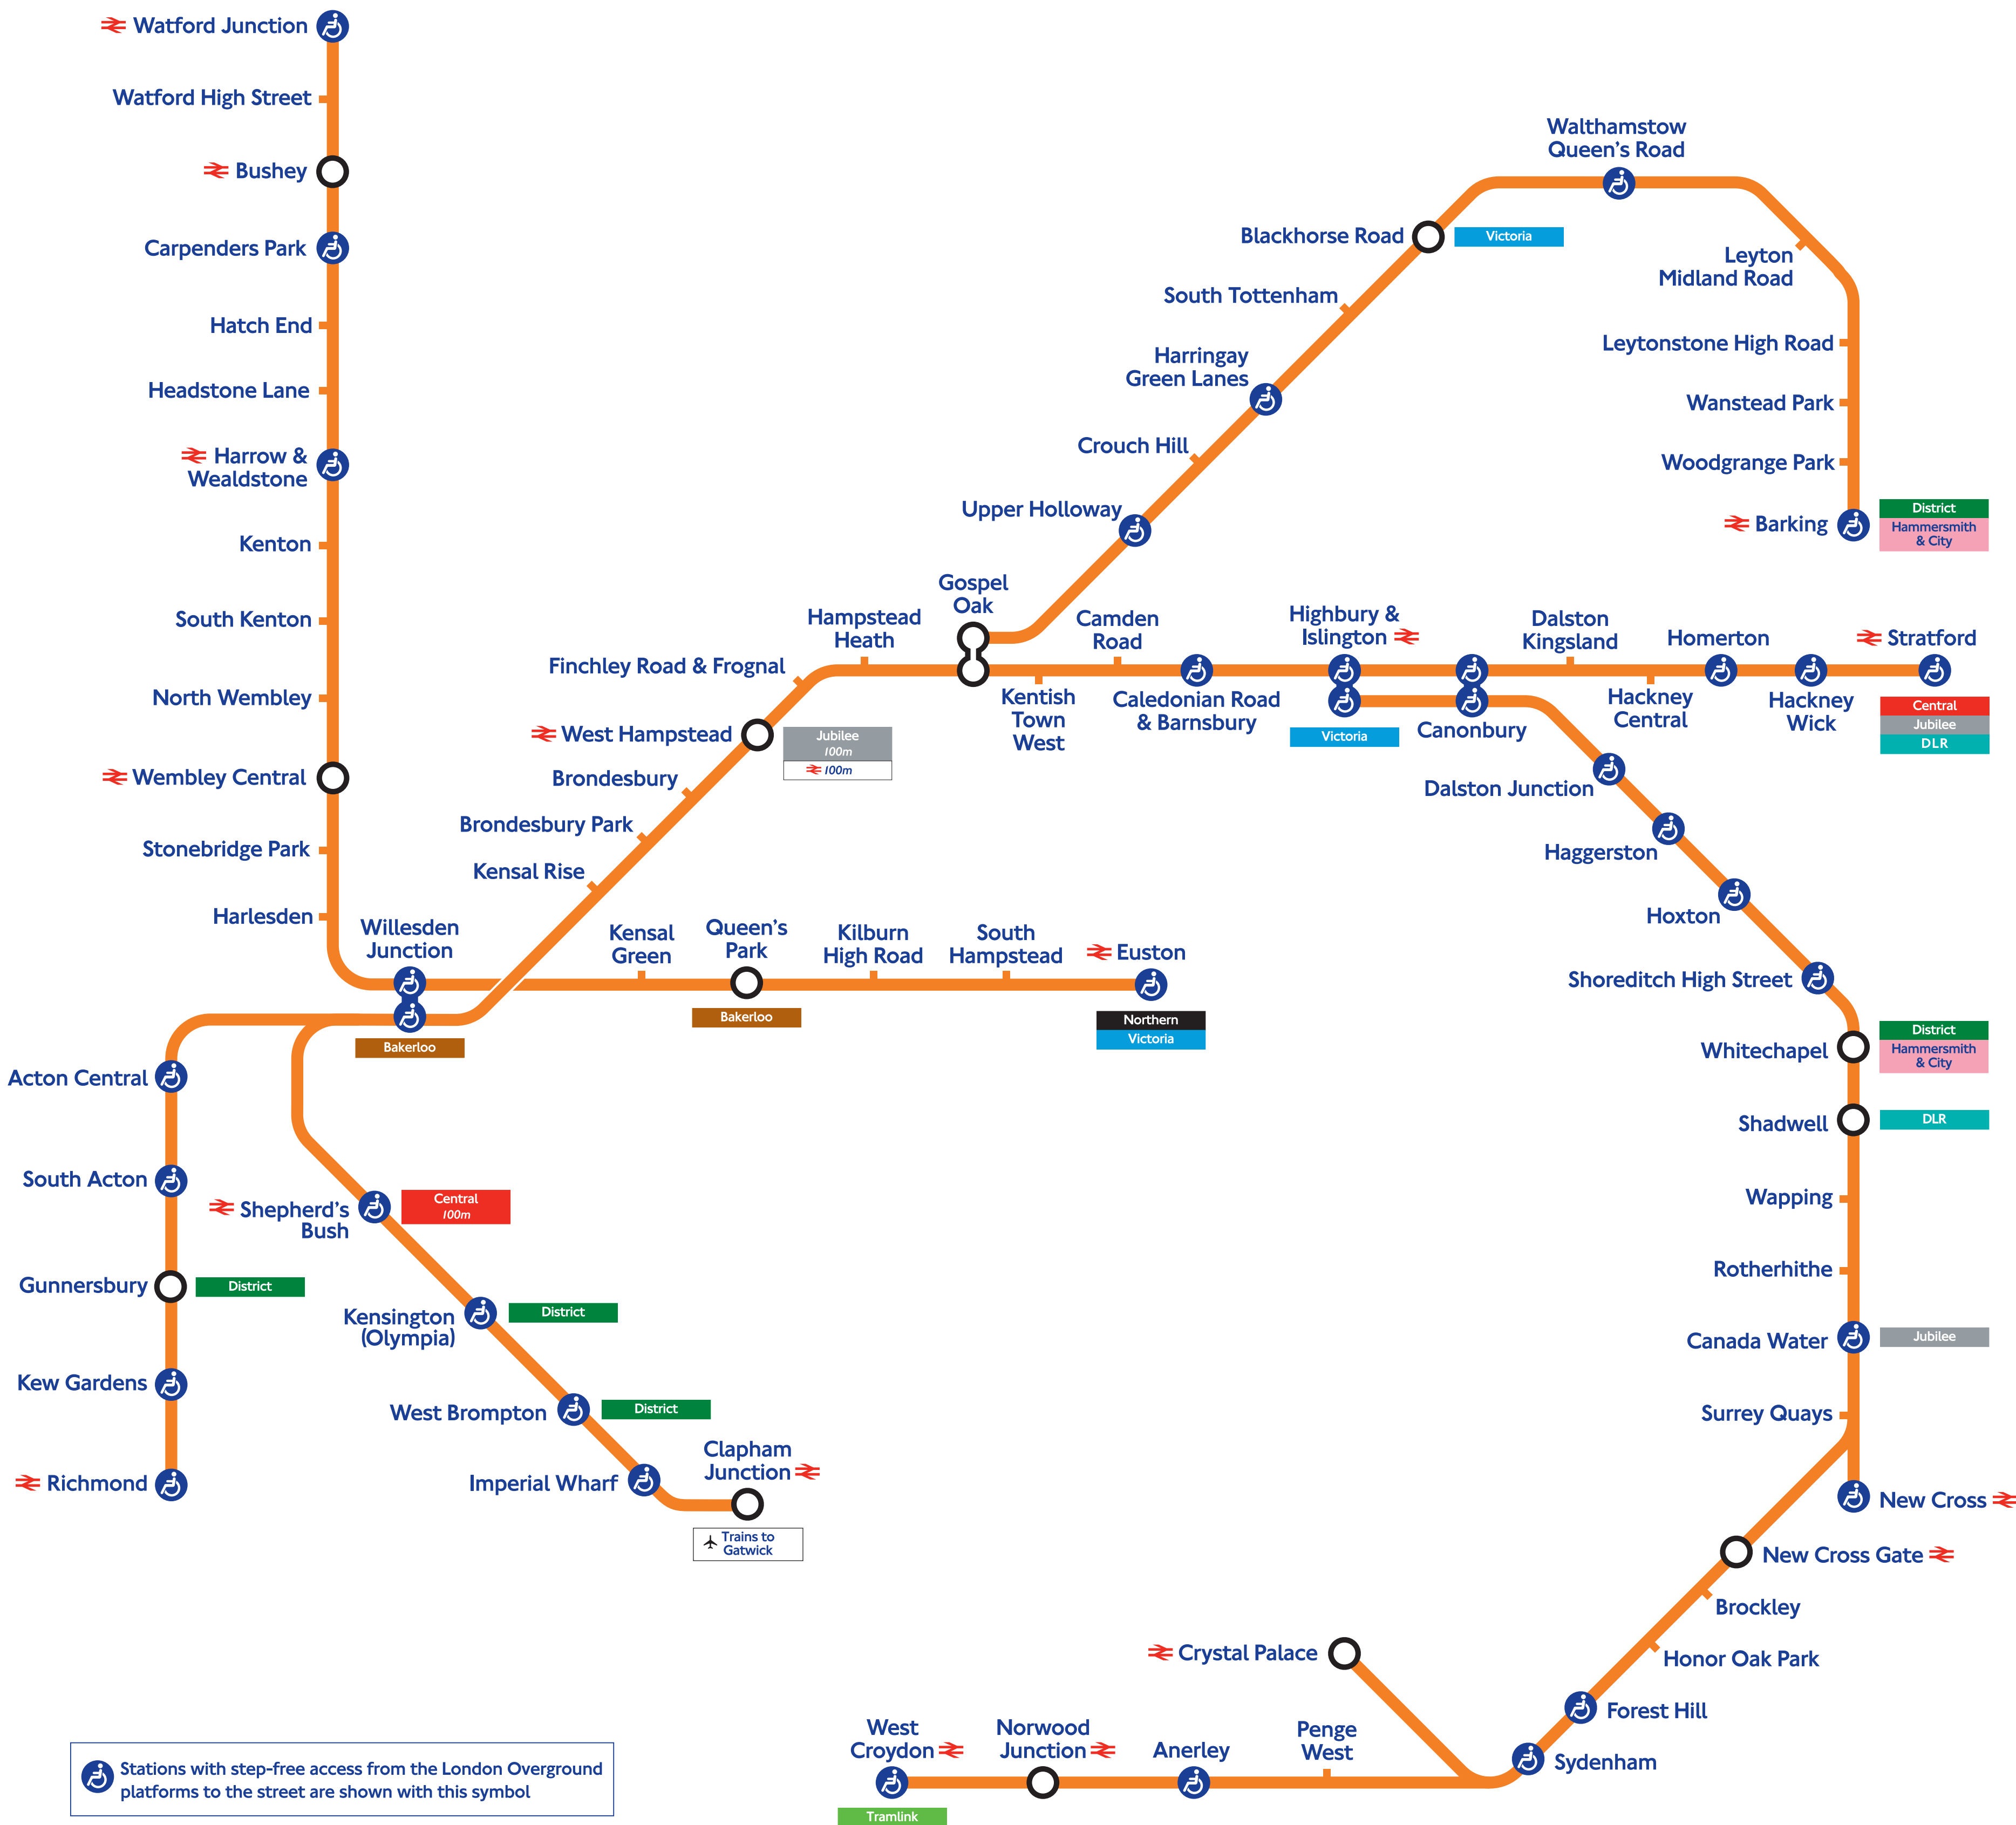 Watford Junction
Watford High Street
Bushey
Carpenders Park
Hatch End
Headstone Lane
Harrow &
Wealdstone
Kenton
South Kenton
North Wembley
Wembley Central
Stonebridge Park
Harlesden
Willesden
Junction
Bakerloo
Kensal
Green
Queen's
Park
Bakerloo
Kilburn
High Road
South
Hampstead
Euston
Northern
Victoria
Acton Central
South Acton
Gunnersbury
District
Kew Gardens
Richmond
Shepherd's
Bush
Central
100m
Kensington
(Olympia)
District
West Brompton
District
Imperial Wharf
Clapham
Junction
Trains to
Gatwick
Kensal Rise
Brondesbury Park
Brondesbury
West Hampstead
Jubilee
100m
100m
Finchley Road & Frognal
Hampstead
Heath
Gospel
Oak
Upper Holloway
Crouch Hill
Harringay
Green Lanes
South Tottenham
Blackhorse Road
Victoria
Walthamstow
Queen's Road
Leyton
Midland Road
Leytonstone High Road
Wanstead Park
Woodgrange Park
Barking
District
Hammersmith
& City
Kentish
Town
West
Camden
Road
Caledonian Road
& Barnsbury
Highbury &
Islington
Victoria
Canonbury
Dalston
Kingsland
Hackney
Central
Homerton
Hackney
Wick
Stratford
Central
Jubilee
DLR
Dalston Junction
Haggerston
Hoxton
Shoreditch High Street
Whitechapel
District
Hammersmith
& City
Shadwell
DLR
Wapping
Rotherhithe
Canada Water
Jubilee
Surrey Quays
New Cross
New Cross Gate
Brockley
Honor Oak Park
Forest Hill
Sydenham
Crystal Palace
Penge
West
Anerley
Norwood
Junction
West
Croydon
Tramlink
Stations with step-free access from the London Overground
platforms to the street are shown with this symbol